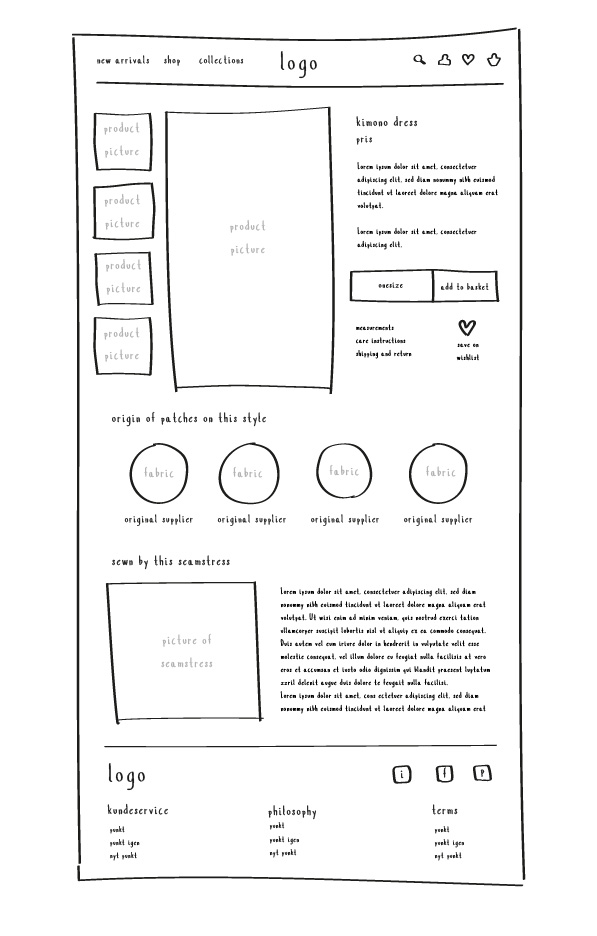 new arrivals shop collections logo
product
picture
product
picture
product
picture
product
picture
product
picture
kimono dress
pris
Lorem ipsum dolor sit amet, consectetuer
adipiscing elit, sed diam nonummy nibh euismod
tincidunt ut laoreet dolore magna aliquam erat
volutpat.
Lorem ipsum dolor sit amet, consectetuer
adipiscing elit,
onesize add to basket
measurements
care instructions
shipping and return
save on
wishlist
origin of patches on this style
fabric fabric fabric fabric
original supplier original supplier original supplier original supplier
sewn by this seamstress
picture of
seamstress
Lorem ipsum dolor sit amet, consectetuer adipiscing elit, sed diam
nonummy nibh euismod tincidunt ut laoreet dolore magna aliquam erat
volutpat. Ut wisi enim ad minim veniam, quis nostrud exerci tation
ullamcorper suscipit lobortis nisl ut aliquip ex ea commodo consequat.
Duis autem vel eum iriure dolor in hendrerit in vulputate velit esse
molestie consequat, vel illum dolore eu feugiat nulla facilisis at vero
eros et accumsan et iusto odio dignissim qui blandit praesent luptatum
zzril delenit augue duis dolore te feugait nulla facilisi.
Lorem ipsum dolor sit amet, cons ectetuer adipiscing elit, sed diam
nonummy nibh euismod tincidunt ut laoreet dolore magna aliquam erat
logo i f p
kundeservice
punkt
punkt igen
nyt punkt
philosophy
punkt
punkt igen
nyt punkt
terms
punkt
punkt igen
nyt punkt